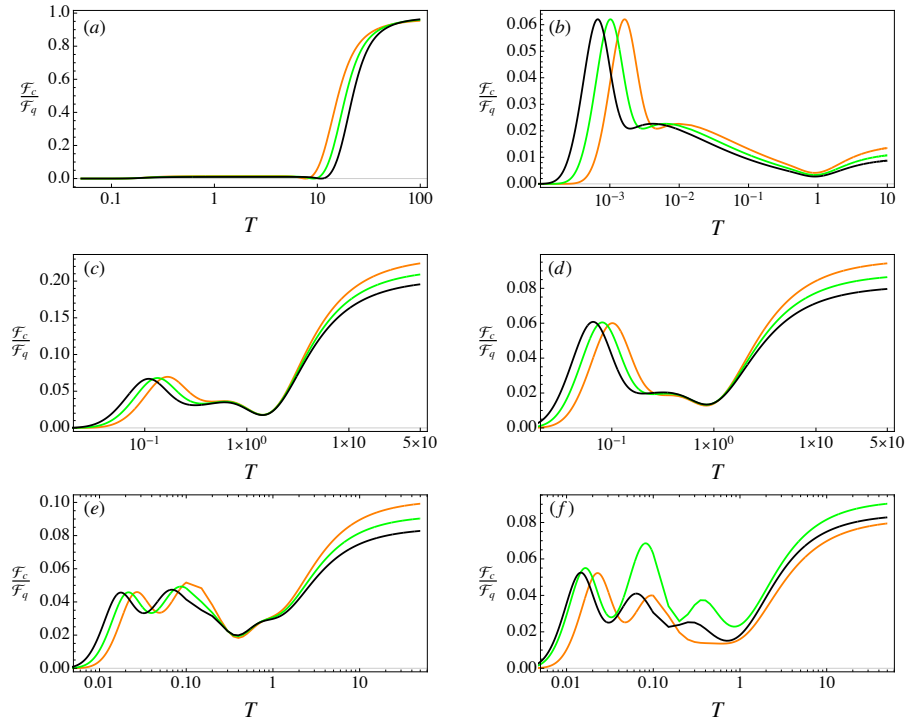 (a)
1.0
0.8
0.6
0.4
0.2
0.0
ℱc
ℱq
0.1
1
10
100
T
(b)
0.06
0.05
0.04
0.03
0.02
0.01
0.00
ℱc
ℱq
10⁻³
10⁻²
10⁻¹
1
10
T
(c)
0.20
0.15
0.10
0.05
0.00
ℱc
ℱq
10⁻¹
1×10⁰
1×10
5×10
T
(d)
0.08
0.06
0.04
0.02
0.00
ℱc
ℱq
10⁻¹
1×10⁰
1×10
5×10
T
(e)
0.10
0.08
0.06
0.04
0.02
0.00
ℱc
ℱq
0.01
0.10
1
10
T
(f)
0.08
0.06
0.04
0.02
0.00
ℱc
ℱq
0.01
0.10
1
10
T